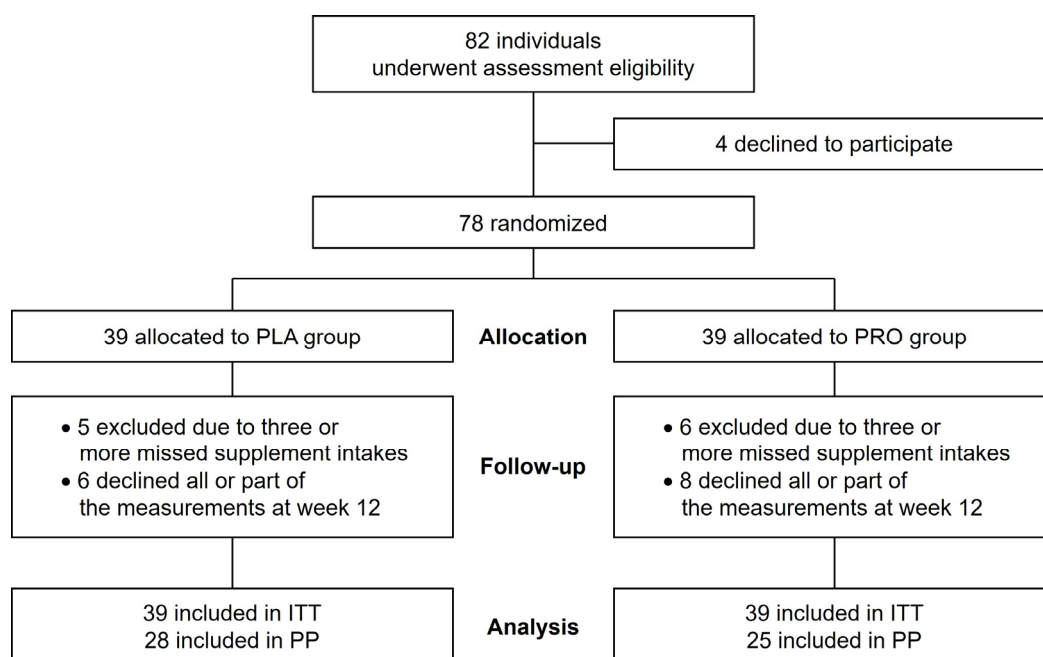 82 individuals
underwent assessment eligibility
4 declined to participate
78 randomized
39 allocated to PLA group
Allocation
39 allocated to PRO group
• 5 excluded due to three or
more missed supplement intakes
• 6 declined all or part of
the measurements at week 12
Follow-up
• 6 excluded due to three or
more missed supplement intakes
• 8 declined all or part of
the measurements at week 12
39 included in ITT
28 included in PP
Analysis
39 included in ITT
25 included in PP